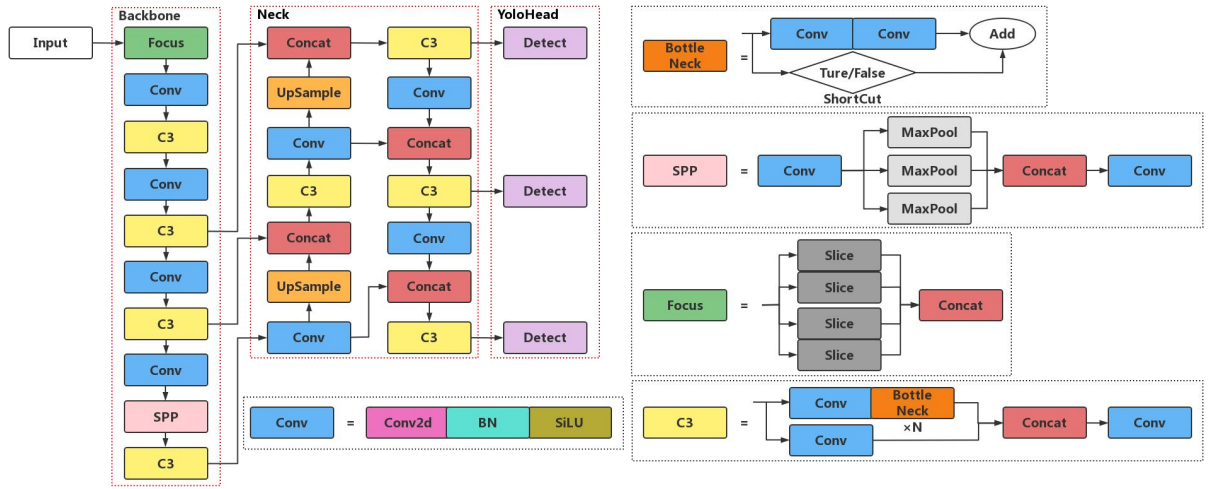 Backbone
Neck
YoloHead
Input
Focus
Conv
C3
Conv
C3
Conv
C3
Conv
SPP
C3
Concat
UpSample
Conv
C3
Concat
UpSample
Conv
C3
Conv
Concat
C3
Conv
Concat
C3
Detect
Detect
Detect
Conv
=
Conv2d
BN
SiLU
Bottle
Neck
=
Conv
Conv
Add
Ture/False
ShortCut
SPP
=
Conv
MaxPool
MaxPool
MaxPool
Concat
Conv
Focus
=
Slice
Slice
Slice
Slice
Concat
C3
=
Conv
Bottle
Neck
×N
Conv
Concat
Conv